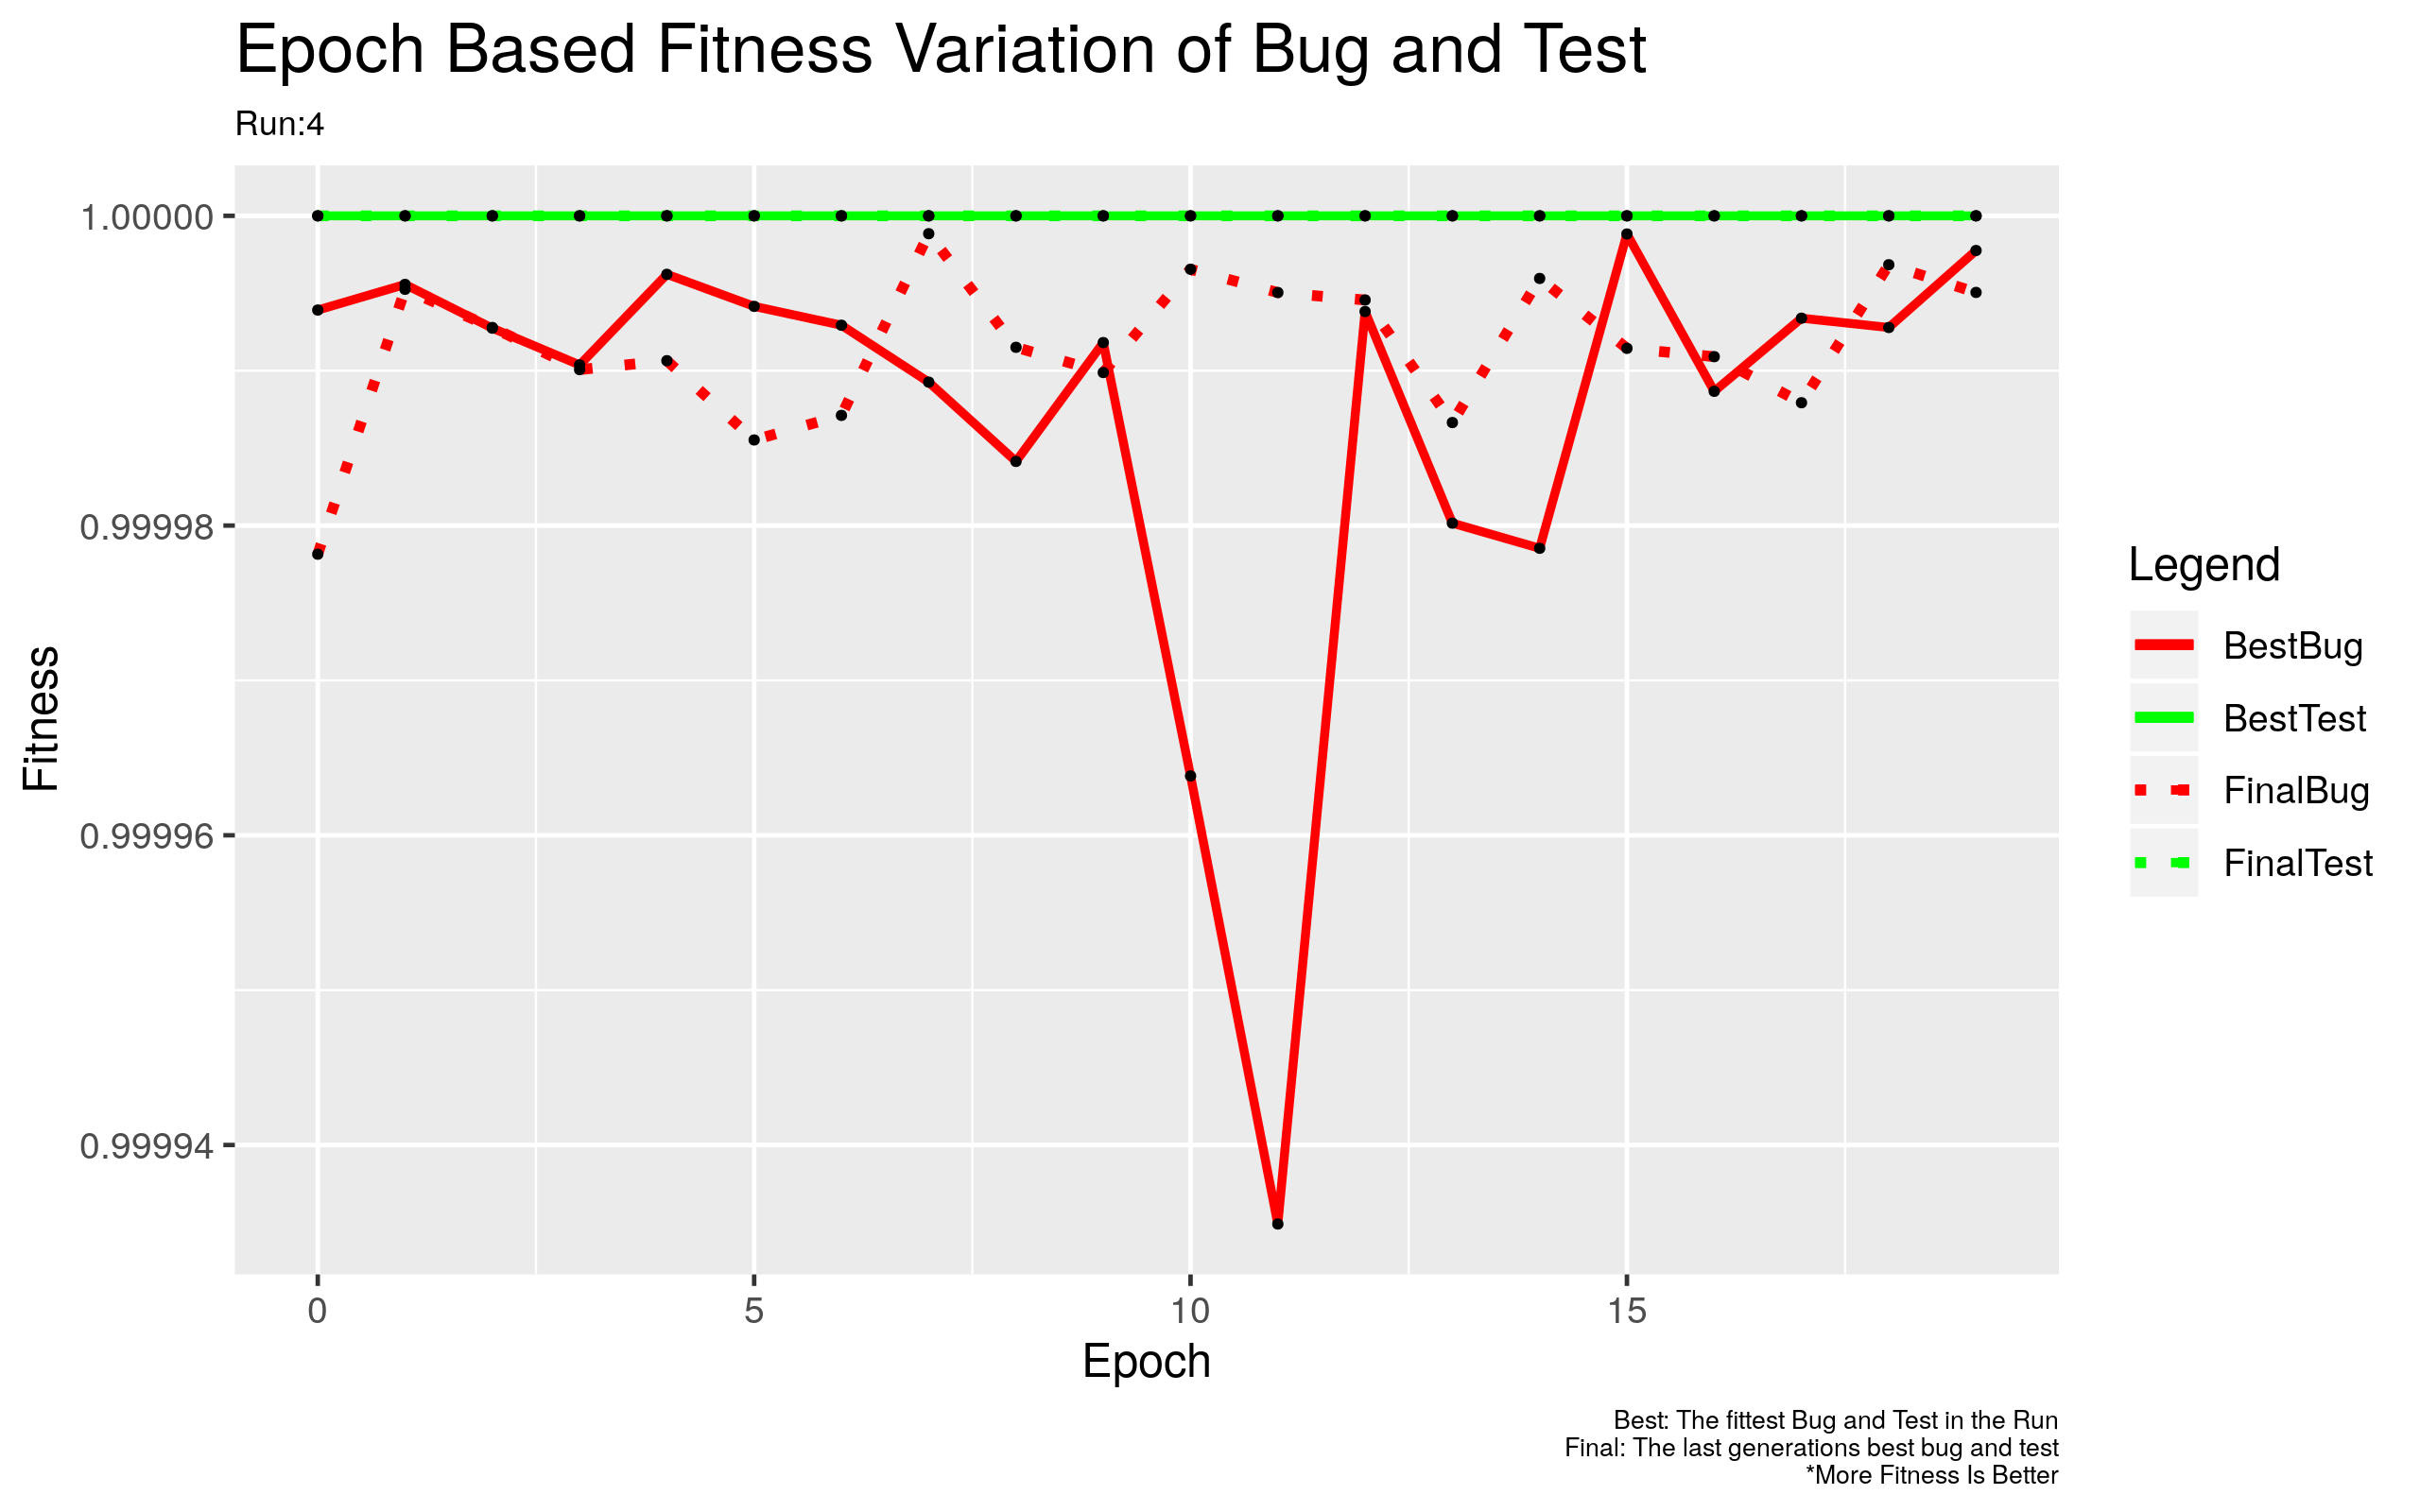 Epoch Based Fitness Variation of Bug and Test
Run:4
1.00000
0.99998
0.99996
0.99994
Fitness
0 5 10 15
Epoch
Legend
BestBug
BestTest
FinalBug
FinalTest
Best: The fittest Bug and Test in the Run
Final: The last generations best bug and test
*More Fitness Is Better